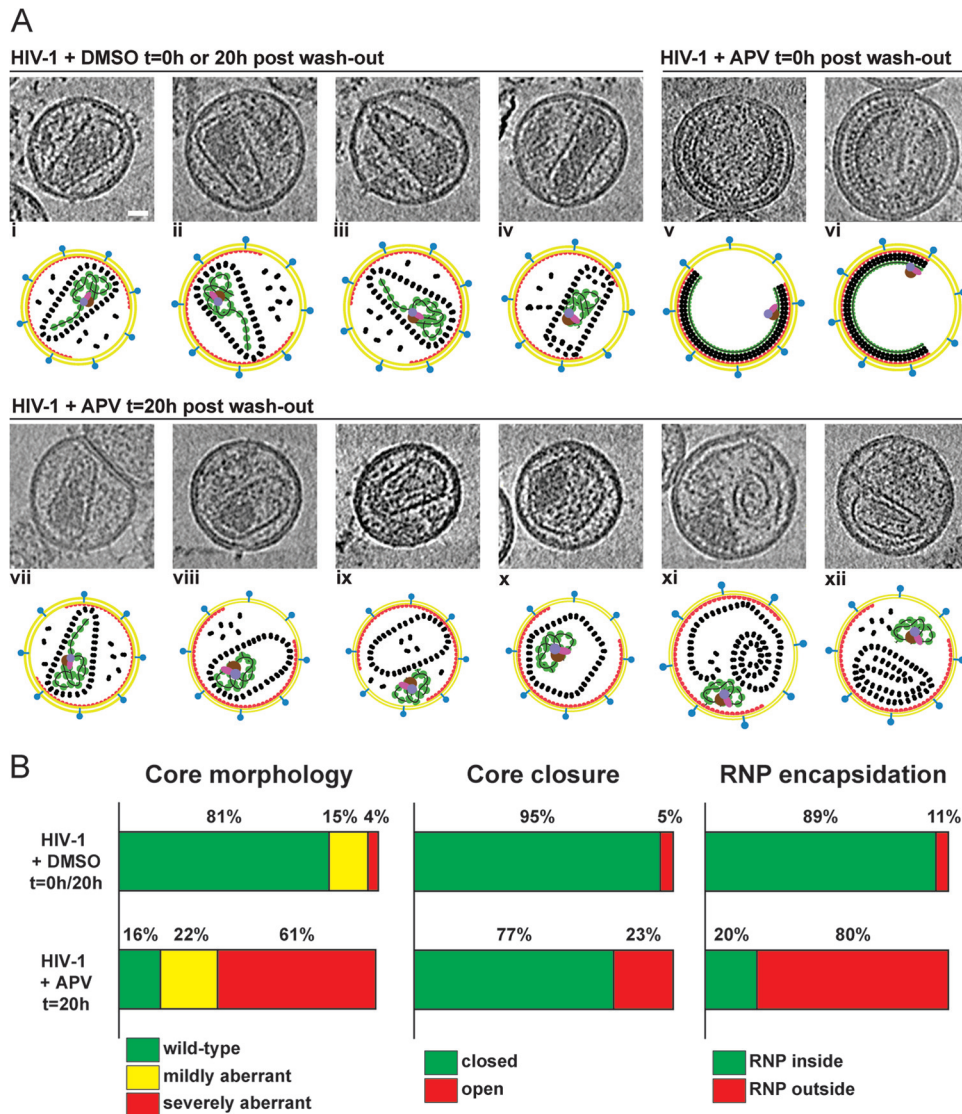 A
HIV-1 + DMSO t=0h or 20h post wash-out
HIV-1 + APV t=0h post wash-out
i
ii
iii
iv
v
vi
HIV-1 + APV t=20h post wash-out
vii
viii
ix
x
xi
xii
B
Core morphology
Core closure
RNP encapsidation
HIV-1
+ DMSO
t=0h/20h
81%
15%
4%
95%
5%
89%
11%
HIV-1
+ APV
t=20h
16%
22%
61%
77%
23%
20%
80%
wild-type
mildly aberrant
severely aberrant
closed
open
RNP inside
RNP outside